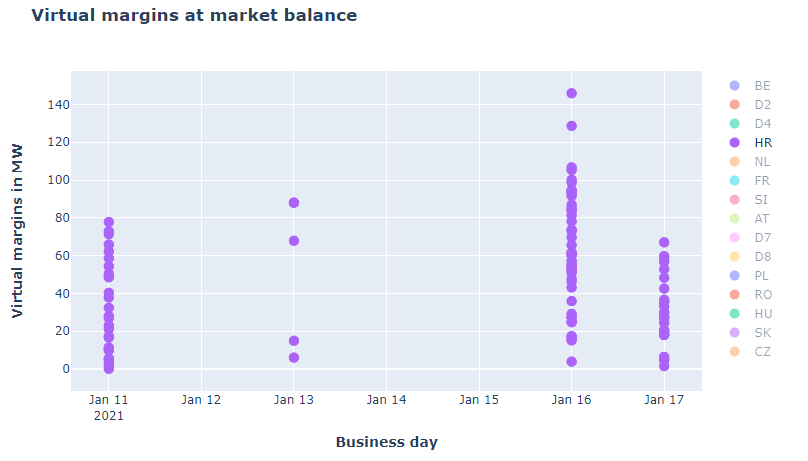 Virtual margins at market balance
Virtual margins in MW
140
120
100
80
60
40
20
0
Jan 11
2021
Jan 12
Jan 13
Jan 14
Jan 15
Jan 16
Jan 17
Business day
BE
D2
D4
HR
NL
FR
SI
AT
D7
D8
PL
RO
HU
SK
CZ